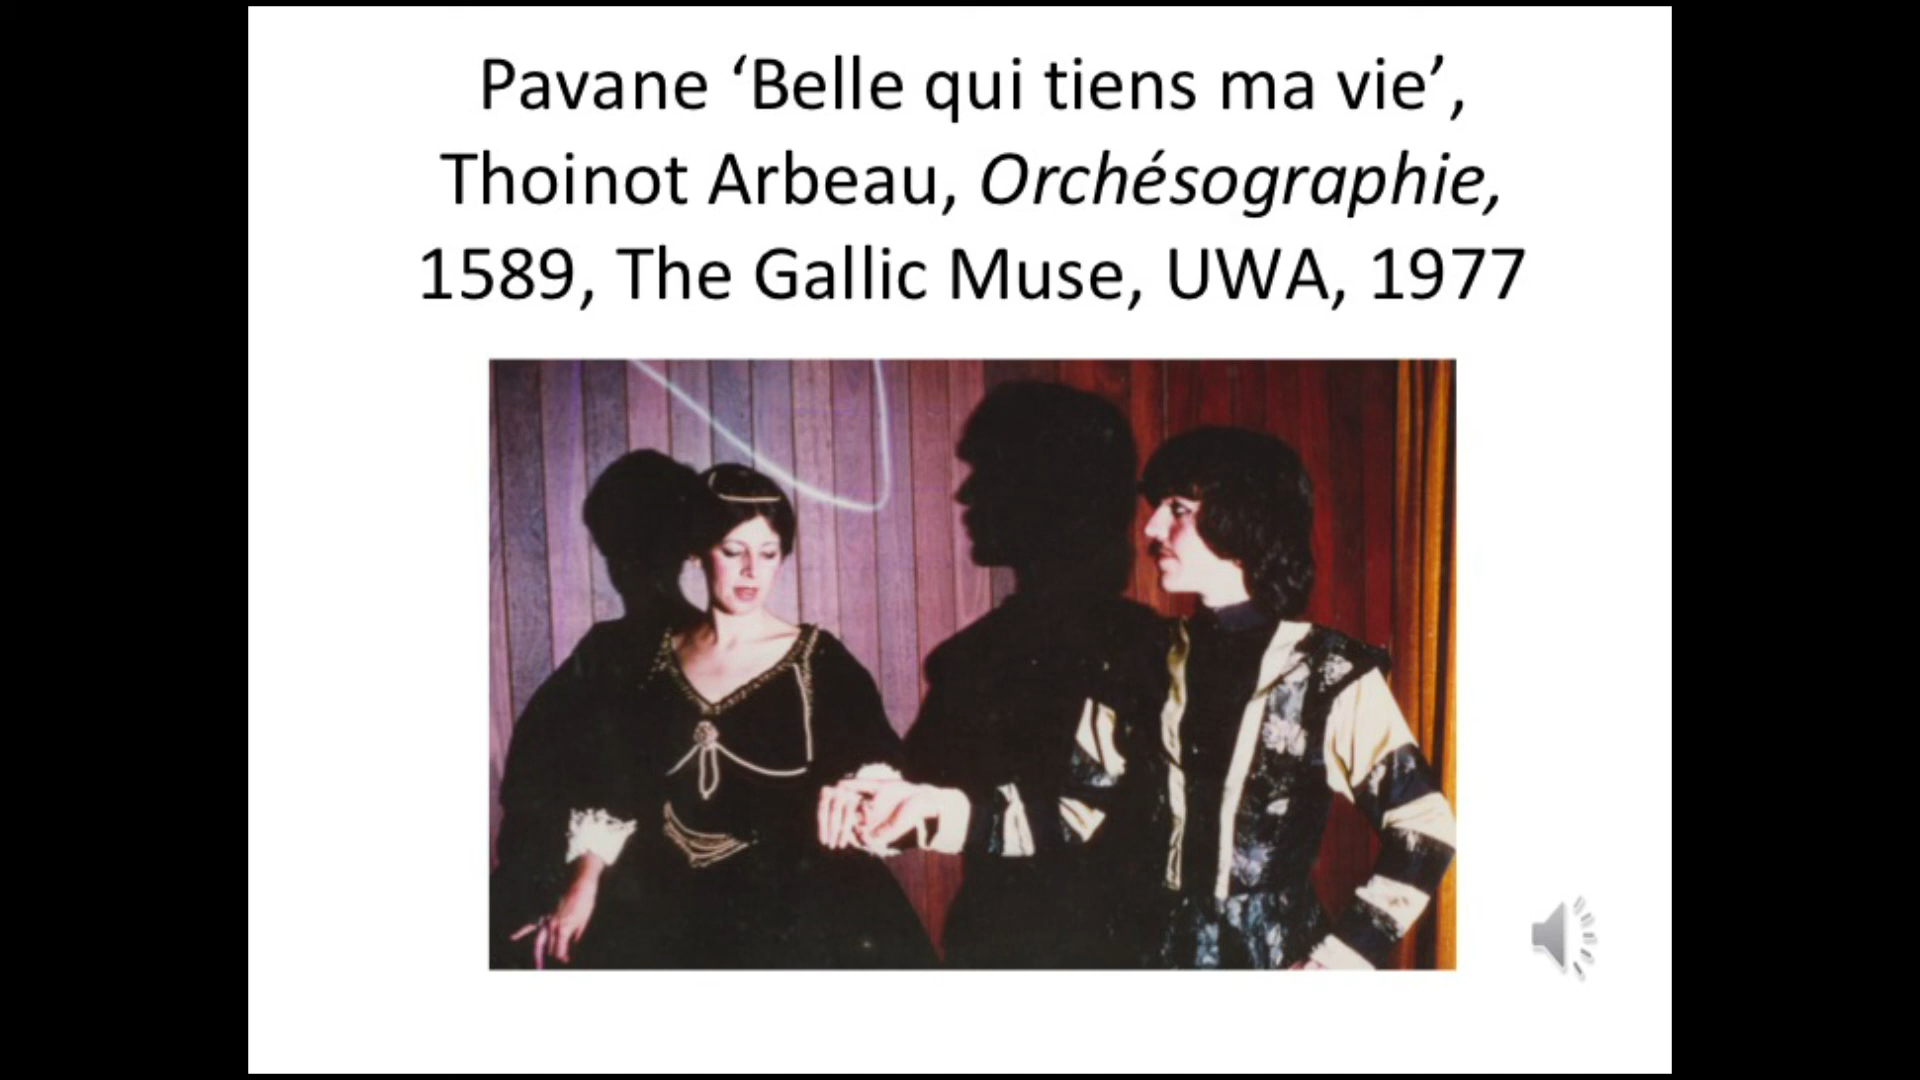 Pavane ‘Belle qui tiens ma vie’,
Thoinot Arbeau, Orchésographie,
1589, The Gallic Muse, UWA, 1977